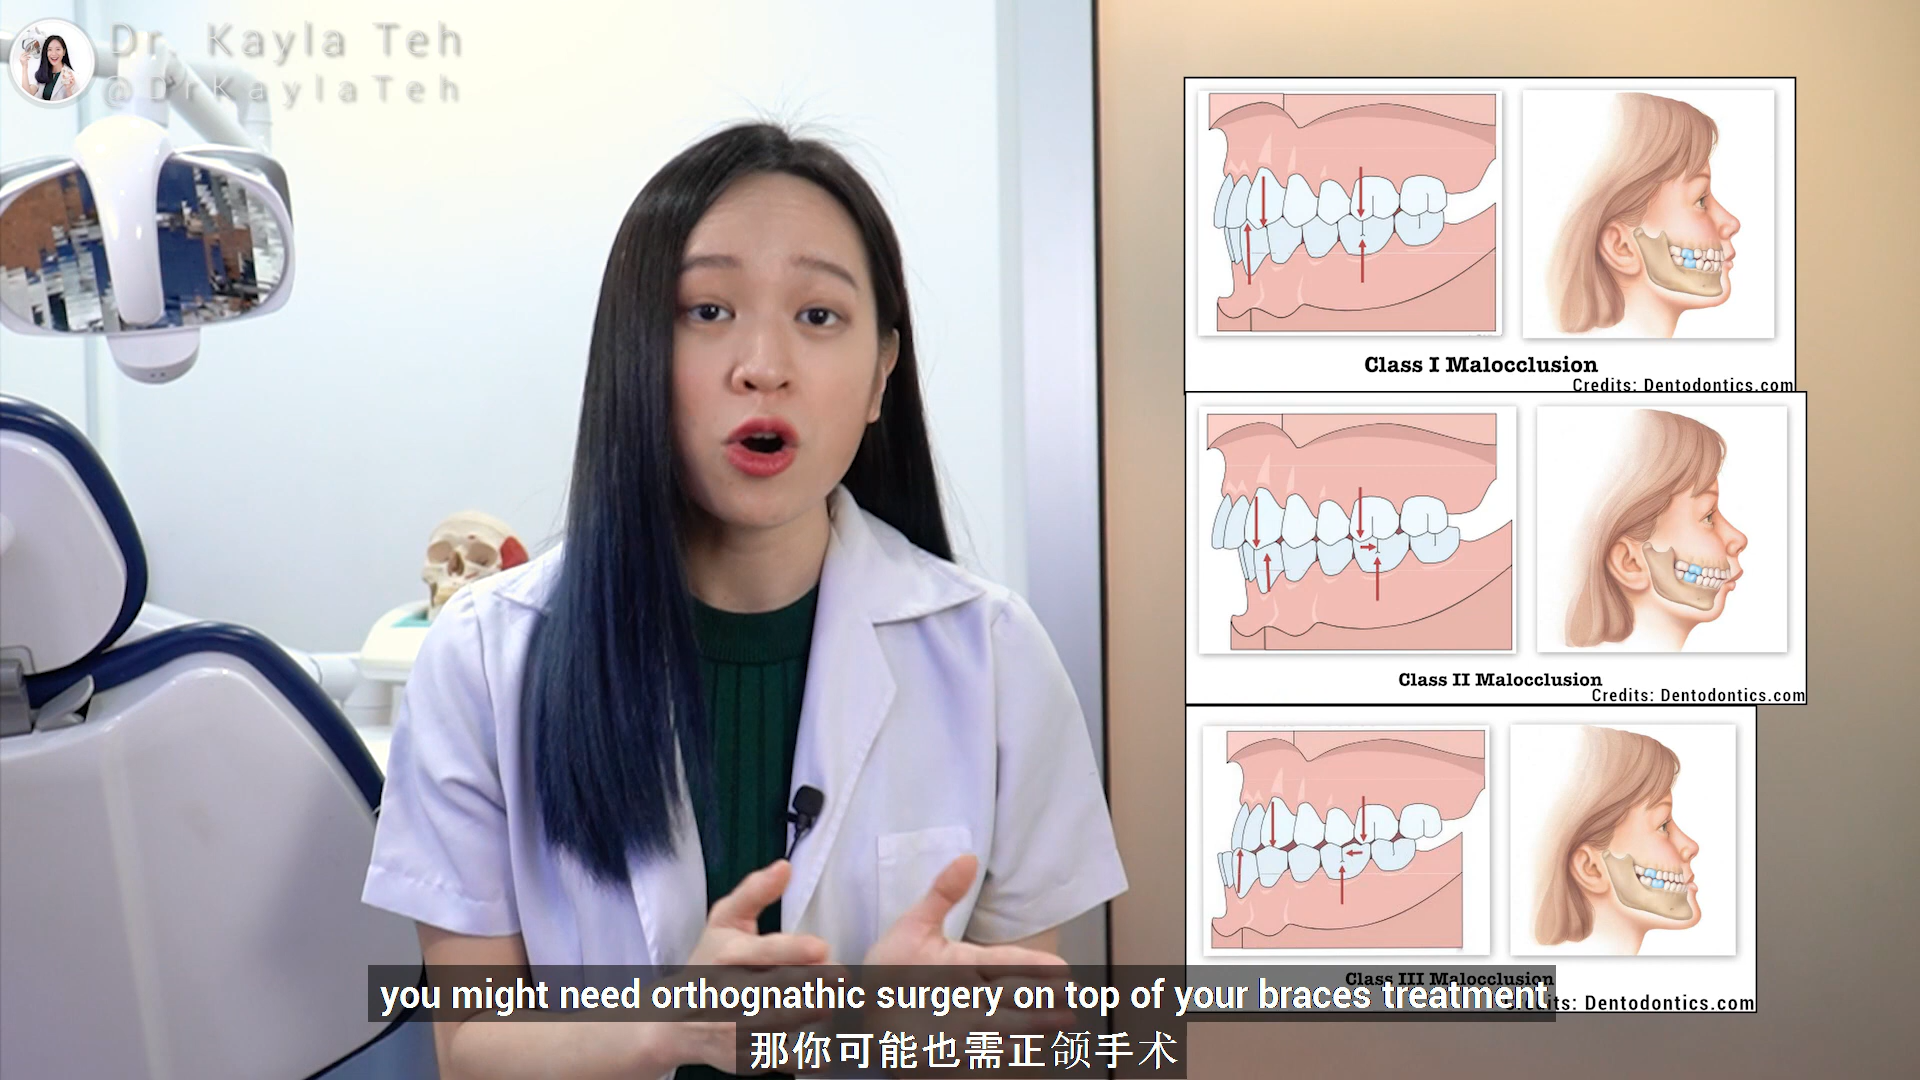 Dr. Kayla Teh
@DrKaylaTeh
Class I Malocclusion
Credits: Dentodontics.com
Class II Malocclusion
Credits: Dentodontics.com
Class III Malocclusion
Credits: Dentodontics.com
you might need orthognathic surgery on top of your braces treatment
那你可能也需正颌手术